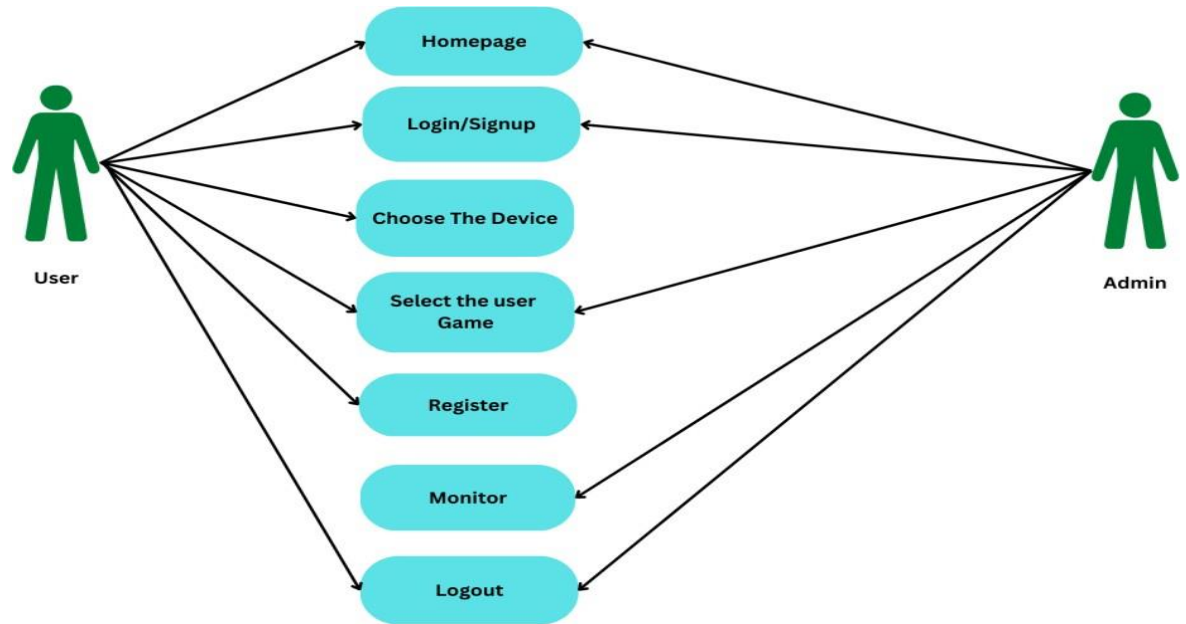 Homepage
Login/Signup
Choose The Device
User
Select the user
Game
Admin
Register
Monitor
Logout